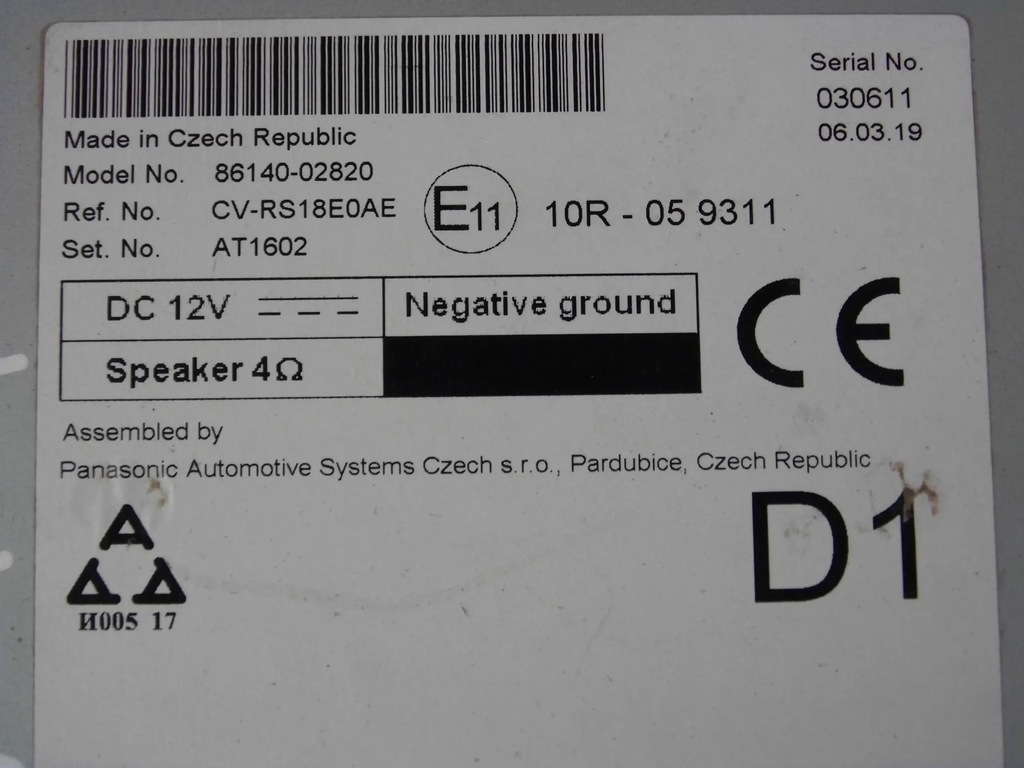 Serial No.
030611
06.03.19
Made in Czech Republic
Model No. 86140-02820
Ref. No. CV-RS18E0AE
Set. No. AT1602
E11 10R - 05 9311
DC 12V
Negative ground
Speaker 4Ω
CE
Assembled by
Panasonic Automotive Systems Czech s.r.o., Pardubice, Czech Republic
D1
И005 17